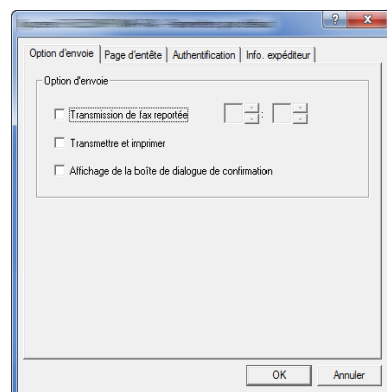 Option d'envoie Page d'entête Authentification Info. expéditeur
Option d'envoie
Transmission de fax reportée :
Transmettre et imprimer
Affichage de la boîte de dialogue de confirmation
OK Annuler